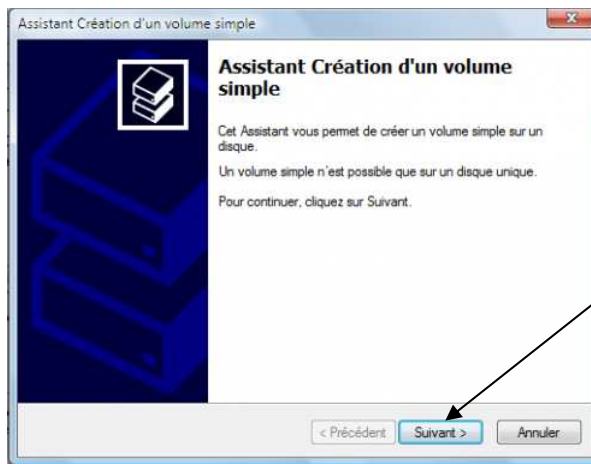 Assistant Création d'un volume simple
Assistant Création d'un volume
simple
Cet Assistant vous permet de créer un volume simple sur un
disque.
Un volume simple n'est possible que sur un disque unique.
Pour continuer, cliquez sur Suivant.
< Précédent
Suivant >
Annuler